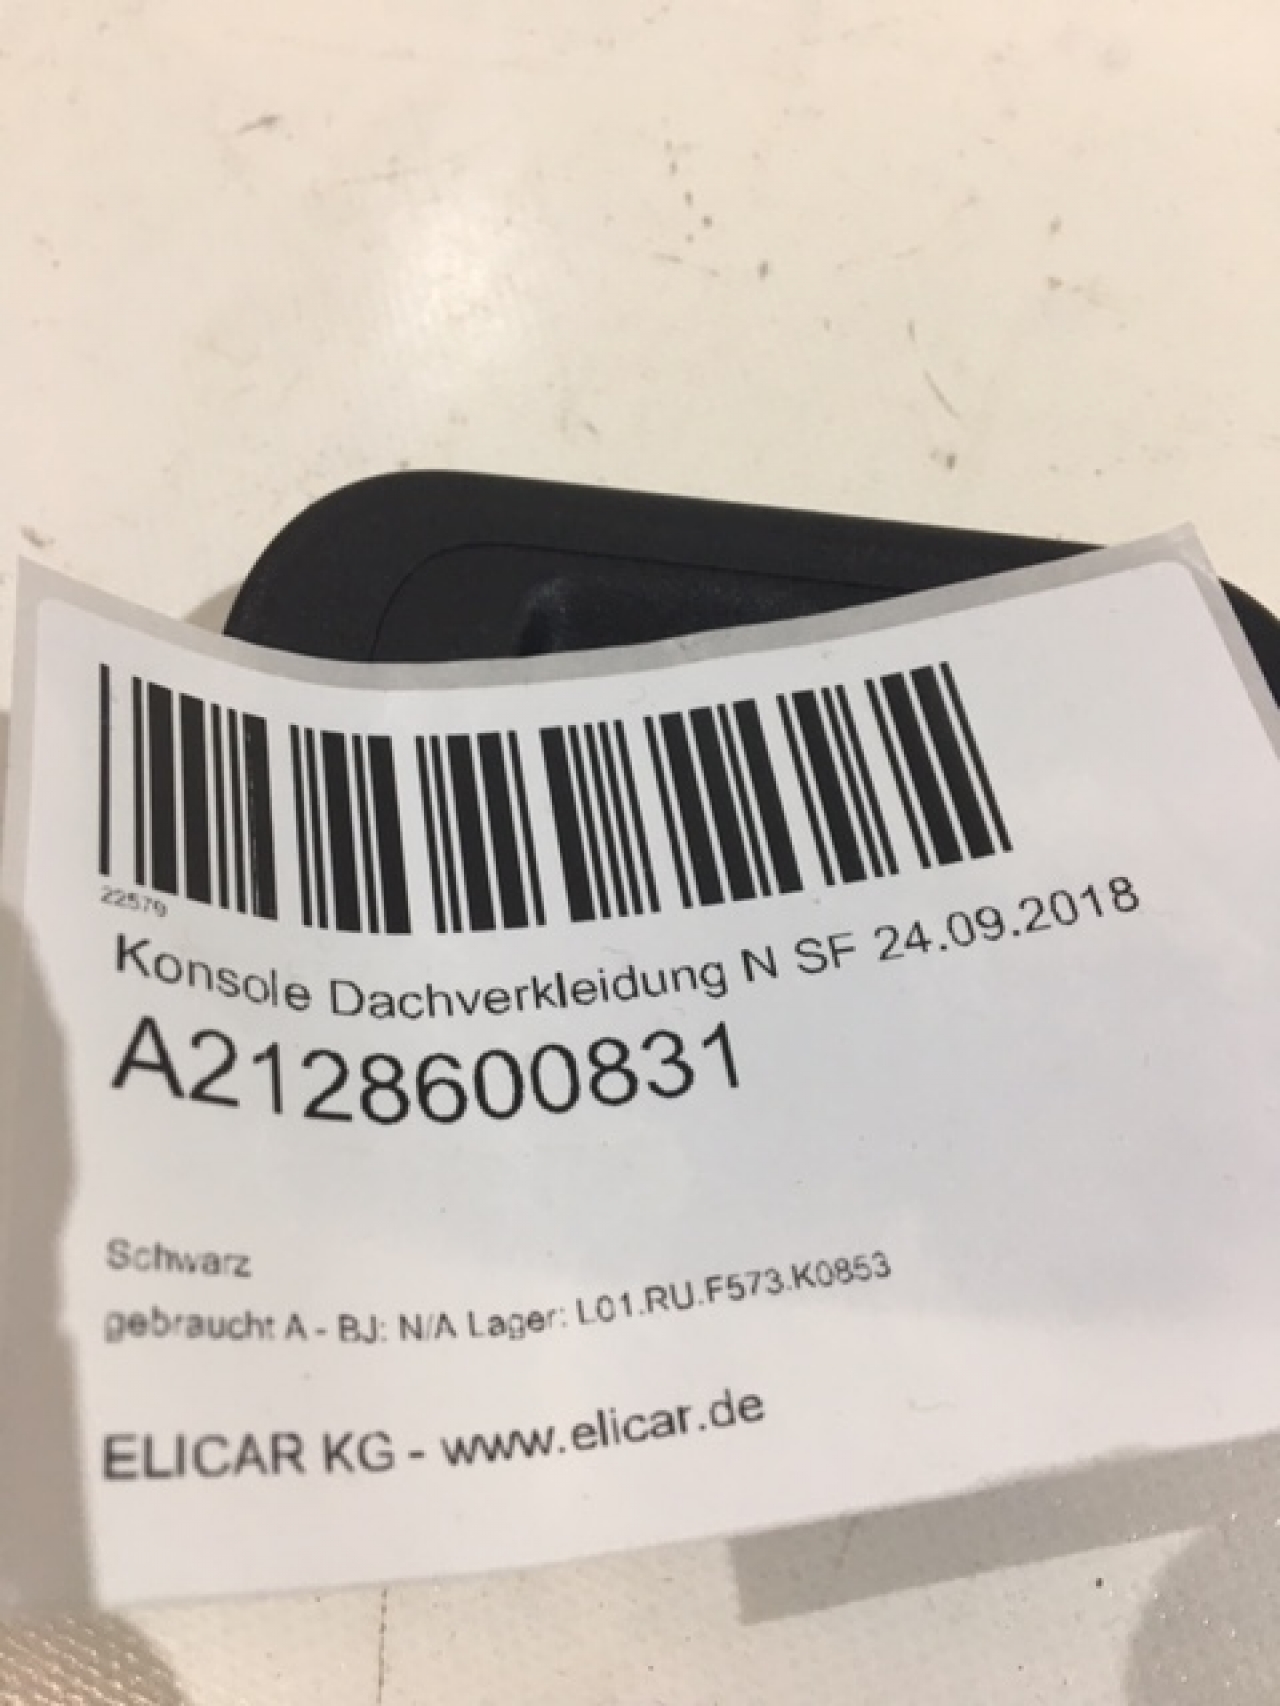 22579
Konsole Dachverkleidung N SF 24.09.2018
A2128600831
Schwarz
gebraucht A - BJ: N/A Lager: L01.RU.F573.K0853
ELICAR KG - www.elicar.de